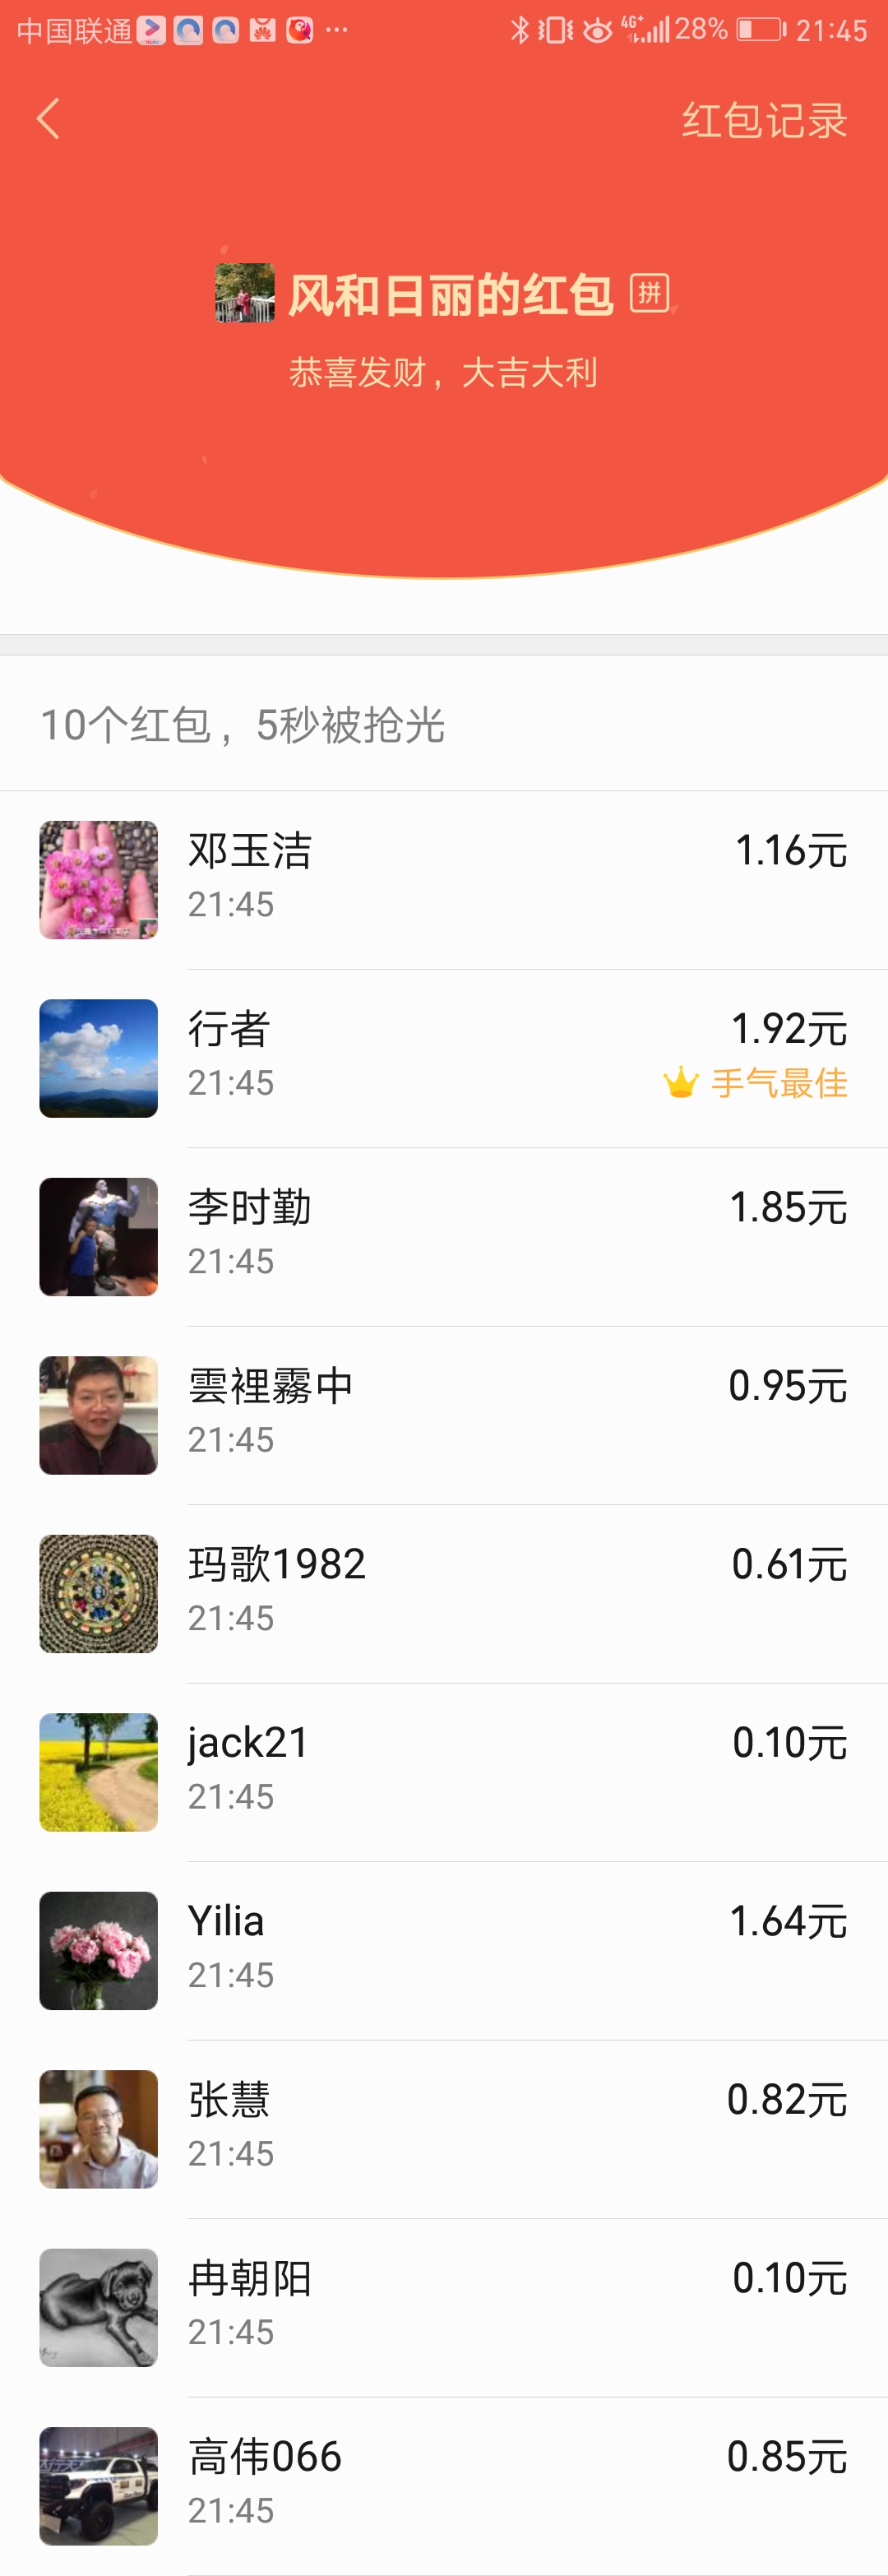 中国联通 4G+ 28% 21:45
红包记录
风和日丽的红包 拼
恭喜发财，大吉大利
10个红包，5秒被抢光
邓玉洁 1.16元
21:45
行者 1.92元
21:45 手气最佳
李时勤 1.85元
21:45
雲裡霧中 0.95元
21:45
玛歌1982 0.61元
21:45
jack21 0.10元
21:45
Yilia 1.64元
21:45
张慧 0.82元
21:45
冉朝阳 0.10元
21:45
高伟066 0.85元
21:45